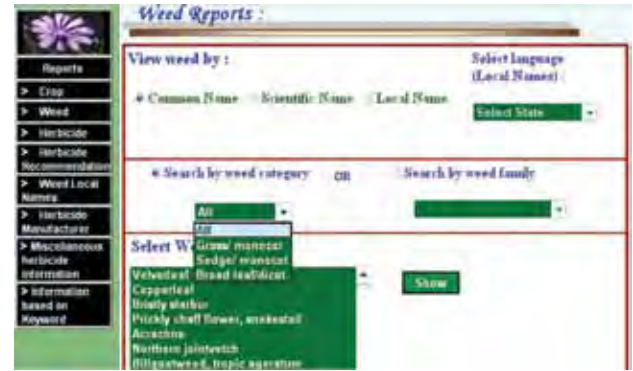 Weed Reports :
Reports
> Crop
> Weed
> Herbicide
> Herbicide
Recommendation
> Weed Local
Names
> Herbicide
Manufacturer
> Miscellaneous
herbicide
information
> Information
based on
Keyword
View weed by :
Select language
(Local Names) :
Common Name
Scientific Name
Local Name
Select State
Search by weed category
OR
Search by weed family
All
All
Grass/ monocot
Sedge/ monocot
Broad leaf/dicot
Select W
Velvetleaf
Copperleaf
Bristly starbur
Prickly chaff flower, snaketail
Acrachne
Northern jointvetch
Billgoatweed, tropic ageratum
Show